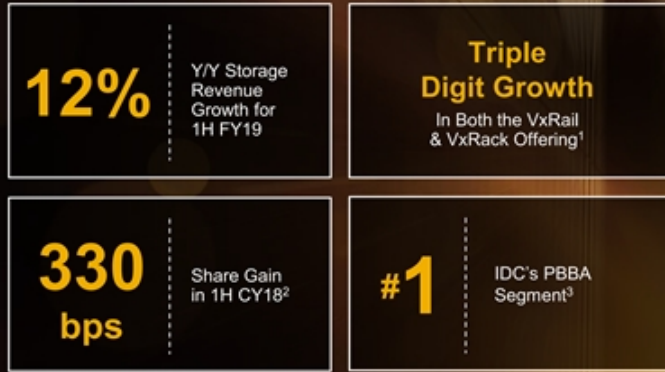 12%
Y/Y Storage
Revenue
Growth for
1H FY19
Triple
Digit Growth
In Both the VxRail
& VxRack Offering¹
330
bps
Share Gain
in 1H CY18²
#1
IDC's PBBA
Segment³